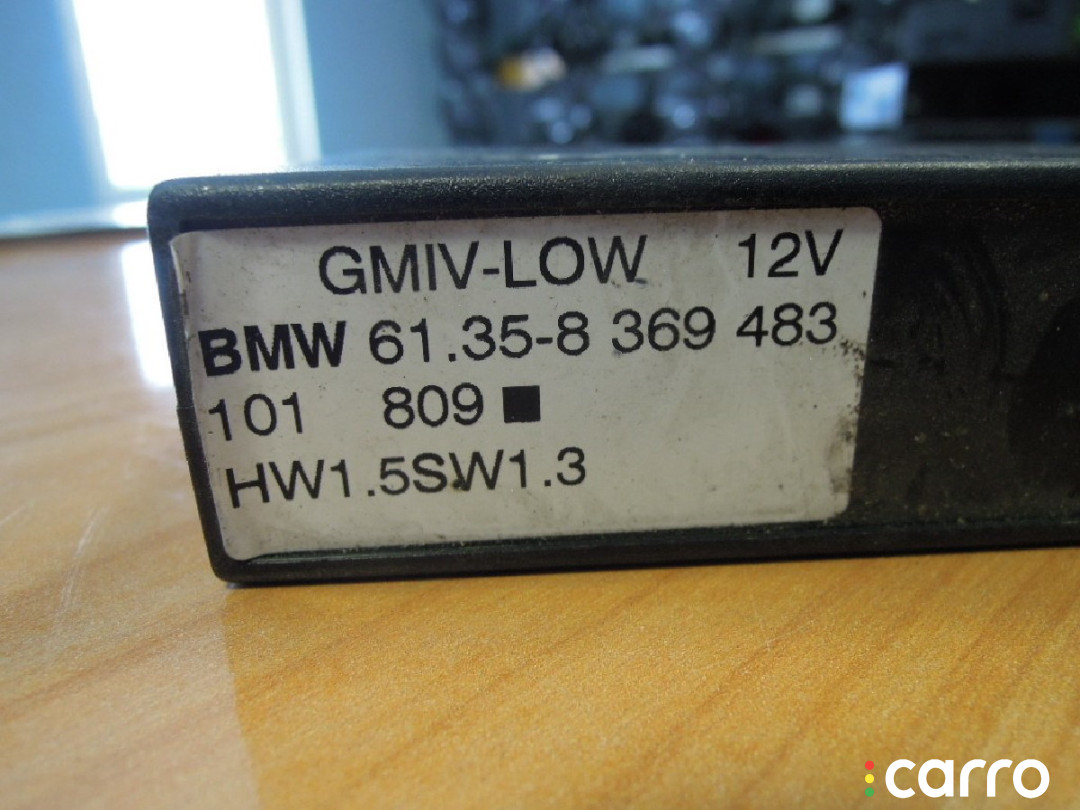 GMIV-LOW 12V
BMW 61.35-8 369 483
101 809 ■
HW1.5SW1.3
carro